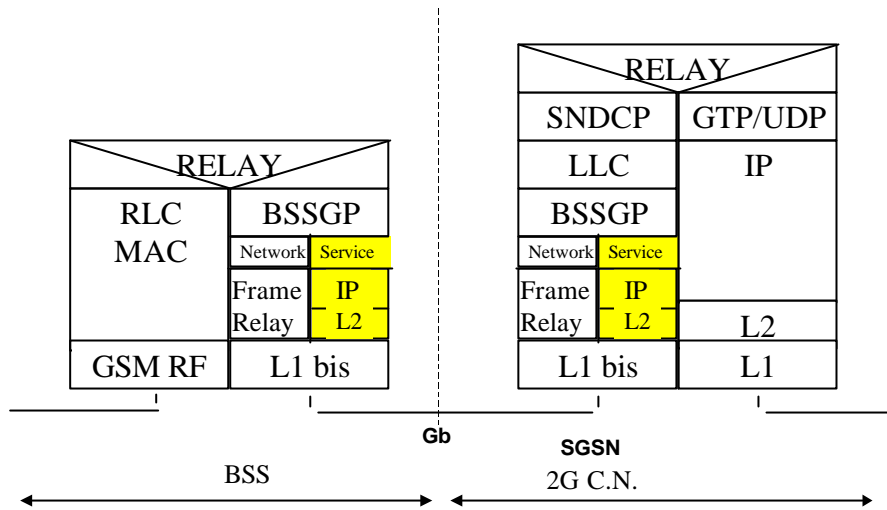 RELAY
SNDCP
GTP/UDP
LLC
IP
BSSGP
Network
Service
Frame
Relay
IP
L2
L2
L1 bis
L1
RELAY
RLC
MAC
BSSGP
Network
Service
Frame
Relay
IP
L2
GSM RF
L1 bis
Gb
SGSN
BSS
2G C.N.